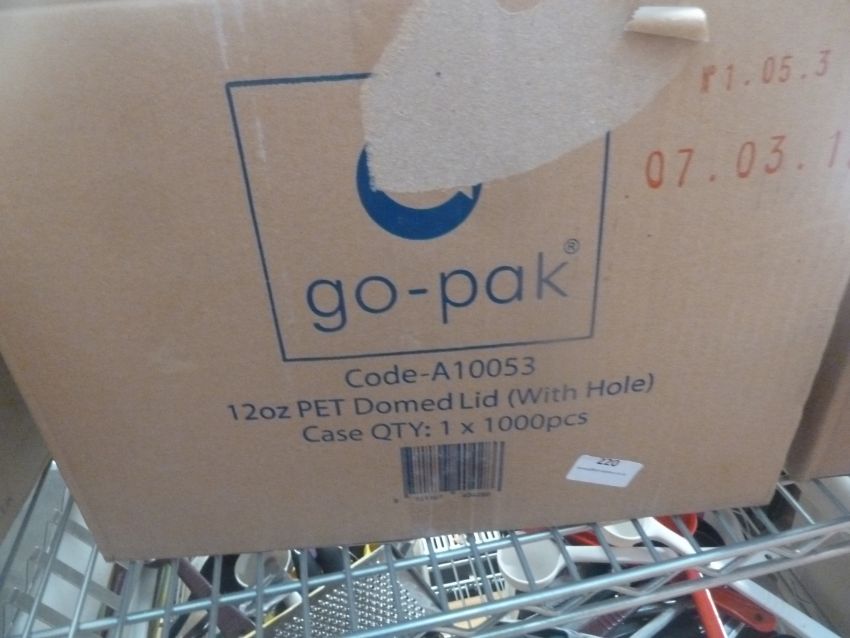 1.05.3
07.03.1
go-pak®
Code-A10053
12oz PET Domed Lid (With Hole)
Case QTY: 1 x 1000pcs
220